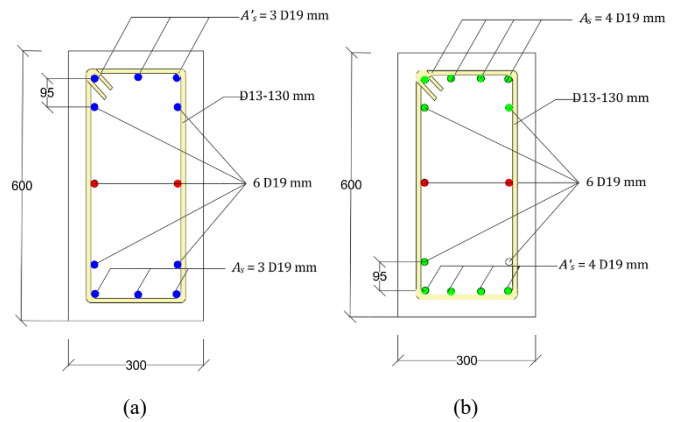 A's = 3 D19 mm
95
D13-130 mm
600
6 D19 mm
As = 3 D19 mm
300
(a)
As = 4 D19 mm
D13-130 mm
600
6 D19 mm
95
A's = 4 D19 mm
300
(b)